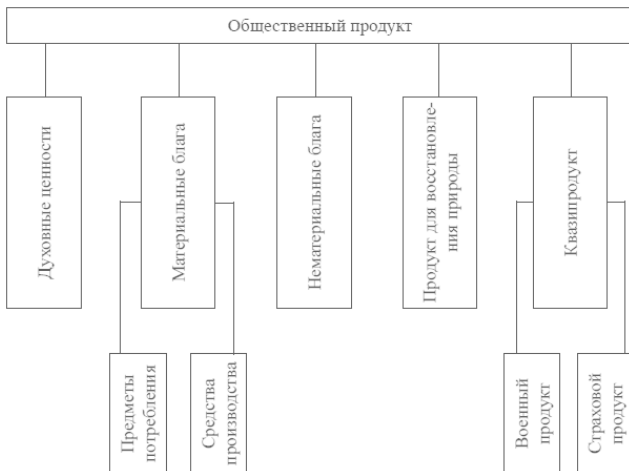 Общественный продукт
Духовные ценности
Материальные блага
Нематериальные блага
Продукт для восстановле-
ния природы
Квазипродукт
Предметы
потребления
Средства
производства
Военный
продукт
Страховой
продукт